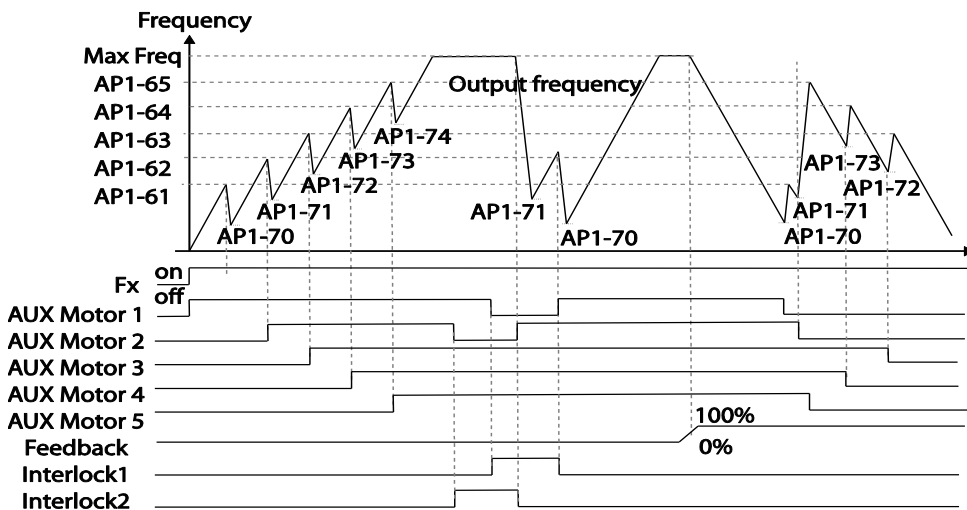 Frequency
Max Freq
AP1-65
AP1-64
AP1-63
AP1-62
AP1-61
Output frequency
AP1-74
AP1-73
AP1-72
AP1-71
AP1-70
AP1-71
AP1-70
AP1-73
AP1-72
AP1-71
AP1-70
on
Fx
off
AUX Motor 1
AUX Motor 2
AUX Motor 3
AUX Motor 4
AUX Motor 5
100%
Feedback
0%
Interlock1
Interlock2